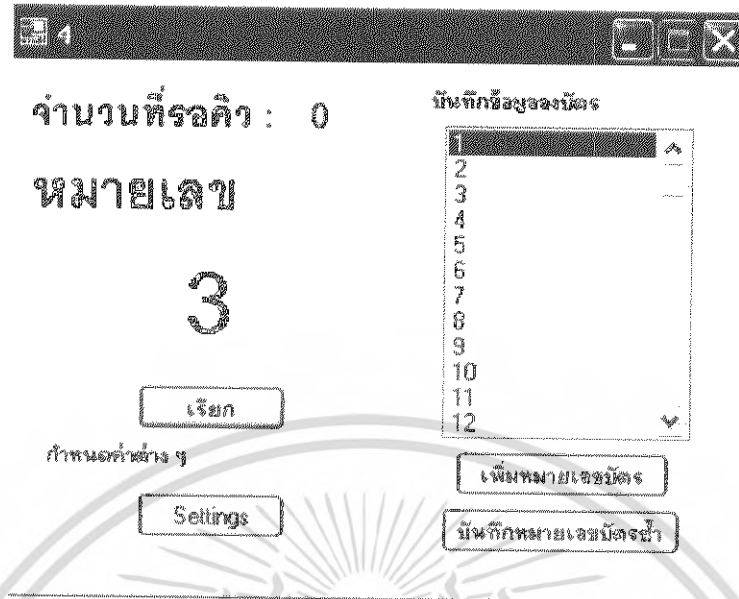 4
จำนวนที่รอคิว : 0
หมายเลข
3
เรียก
กำหนดค่าต่าง ๆ
Settings
บันทึกข้อมูลลงบัตร
1
2
3
4
5
6
7
8
9
10
11
12
เพิ่มหมายเลขบัตร
บันทึกหมายเลขบัตรซ้ำ